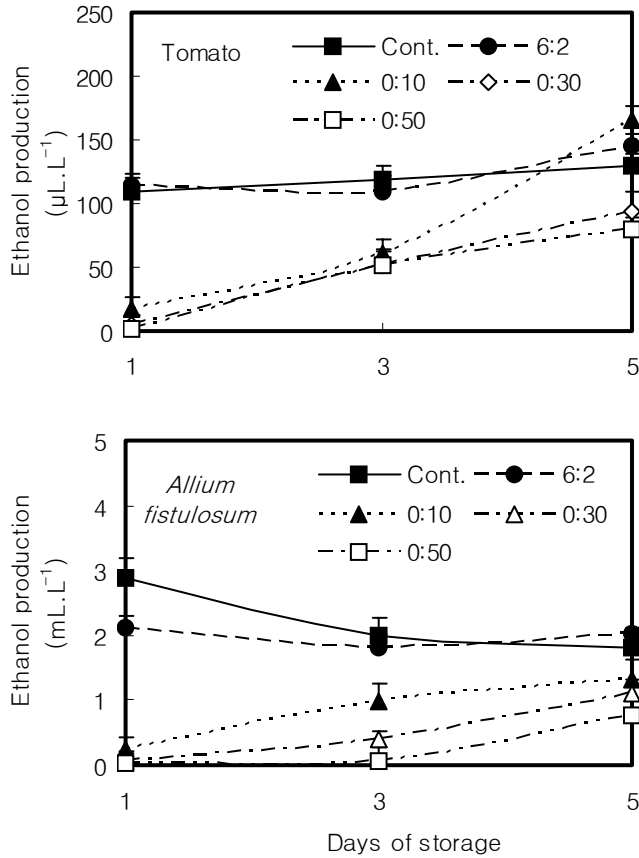 250
200
150
100
50
0
Ethanol production
(μL.L⁻¹)
Tomato
Cont.
6:2
0:10
0:30
0:50
1
3
5
5
4
3
2
1
0
Ethanol production
(mL.L⁻¹)
Allium
fistulosum
Cont.
6:2
0:10
0:30
0:50
1
3
5
Days of storage